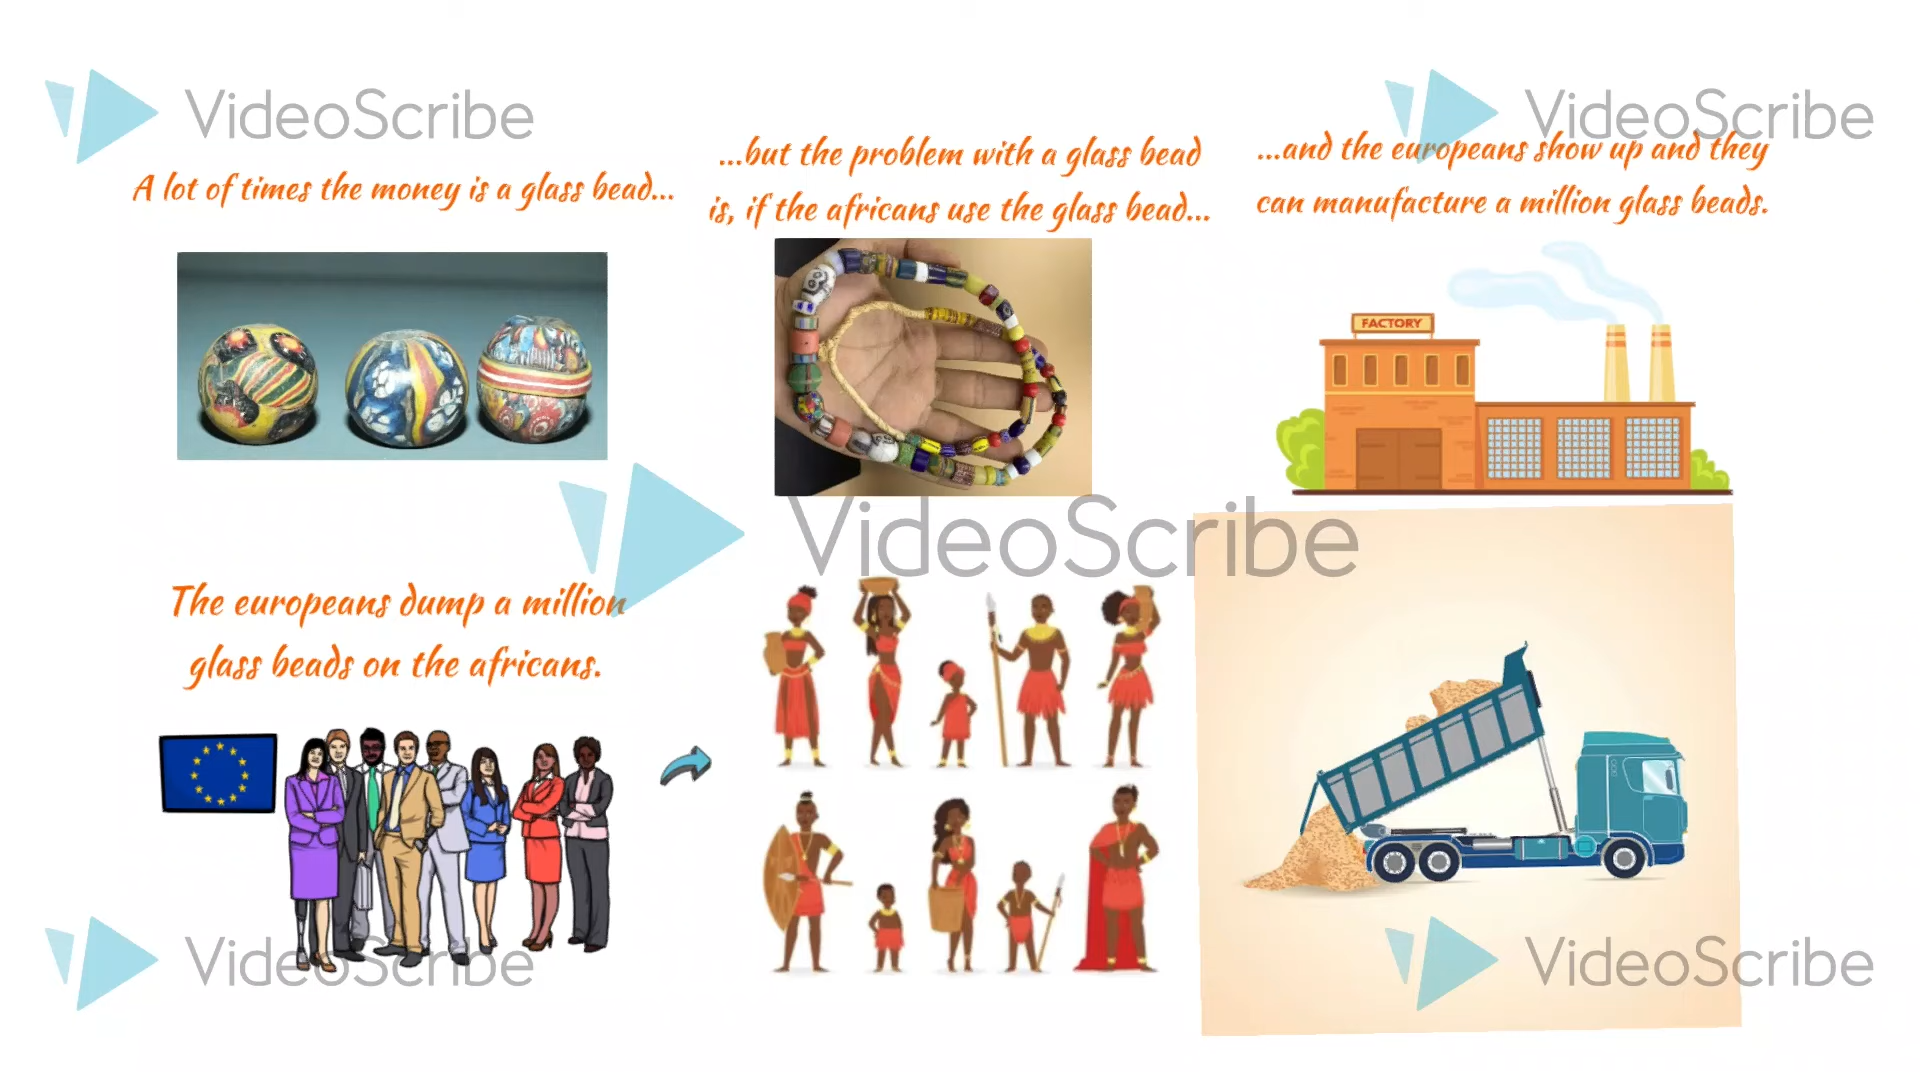 VideoScribe
VideoScribe
A lot of times the money is a glass bead...
...but the problem with a glass bead
is, if the africans use the glass bead...
...and the europeans show up and they
can manufacture a million glass beads.
FACTORY
VideoScribe
The europeans dump a million
glass beads on the africans.
VideoScribe
VideoScribe